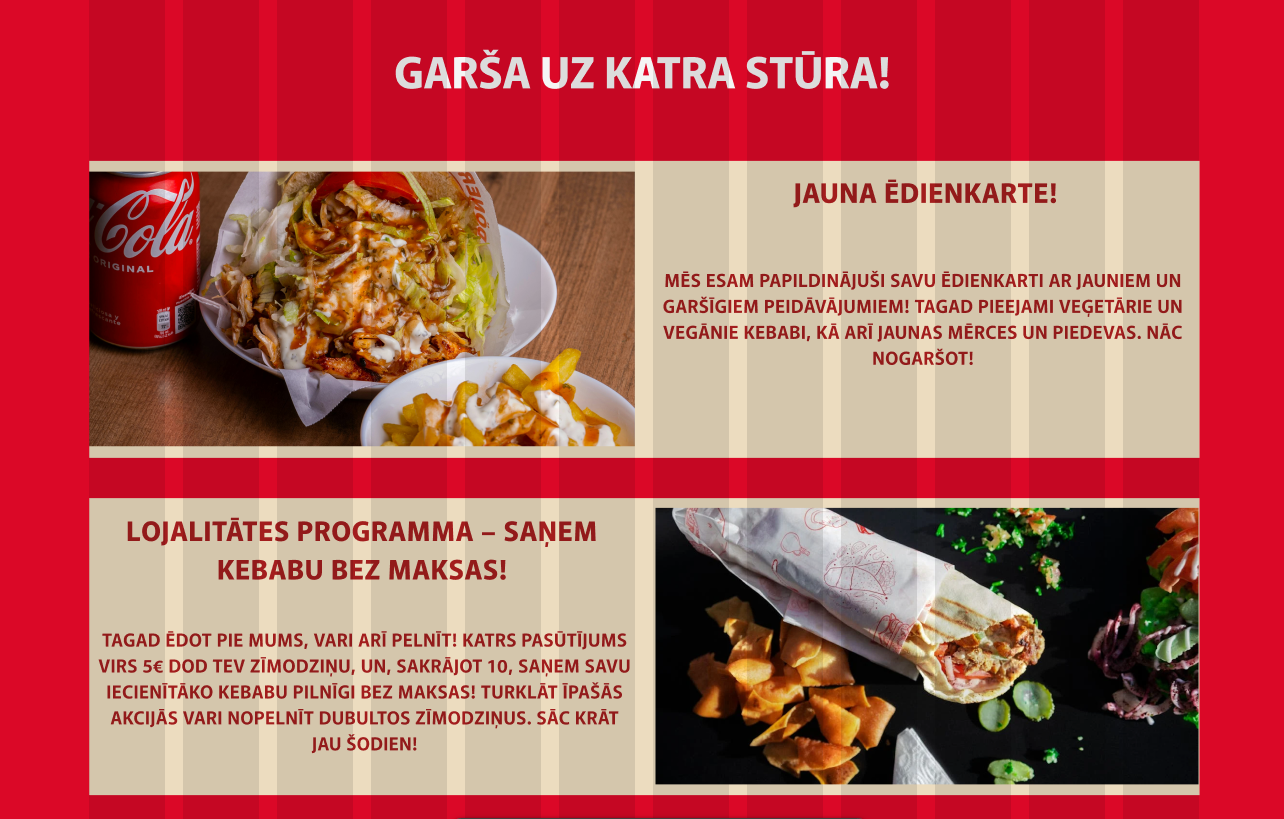 GARŠA UZ KATRA STŪRA!
Cola
ORIGINAL
JAUNA ĒDIENKARTE!
MĒS ESAM PAPILDINĀJUŠI SAVU ĒDIENKARTI AR JAUNIEM UN
GARŠĪGIEM PEIDĀVĀJUMIEM! TAGAD PIEEJAMI VEĢETĀRIE UN
VEGĀNIE KEBABI, KĀ ARĪ JAUNAS MĒRCES UN PIEDEVAS. NĀC
NOGARŠOT!
LOJALITĀTES PROGRAMMA – SAŅEM
KEBABU BEZ MAKSAS!
TAGAD ĒDOT PIE MUMS, VARI ARĪ PELNĪT! KATRS PASŪTĪJUMS
VIRS 5€ DOD TEV ZĪMODZIŅU, UN, SAKRĀJOT 10, SAŅEM SAVU
IECIENĪTĀKO KEBABU PILNĪGI BEZ MAKSAS! TURKLĀT ĪPAŠĀS
AKCIJĀS VARI NOPELNĪT DUBULTOS ZĪMODZIŅUS. SĀC KRĀT
JAU ŠODIEN!